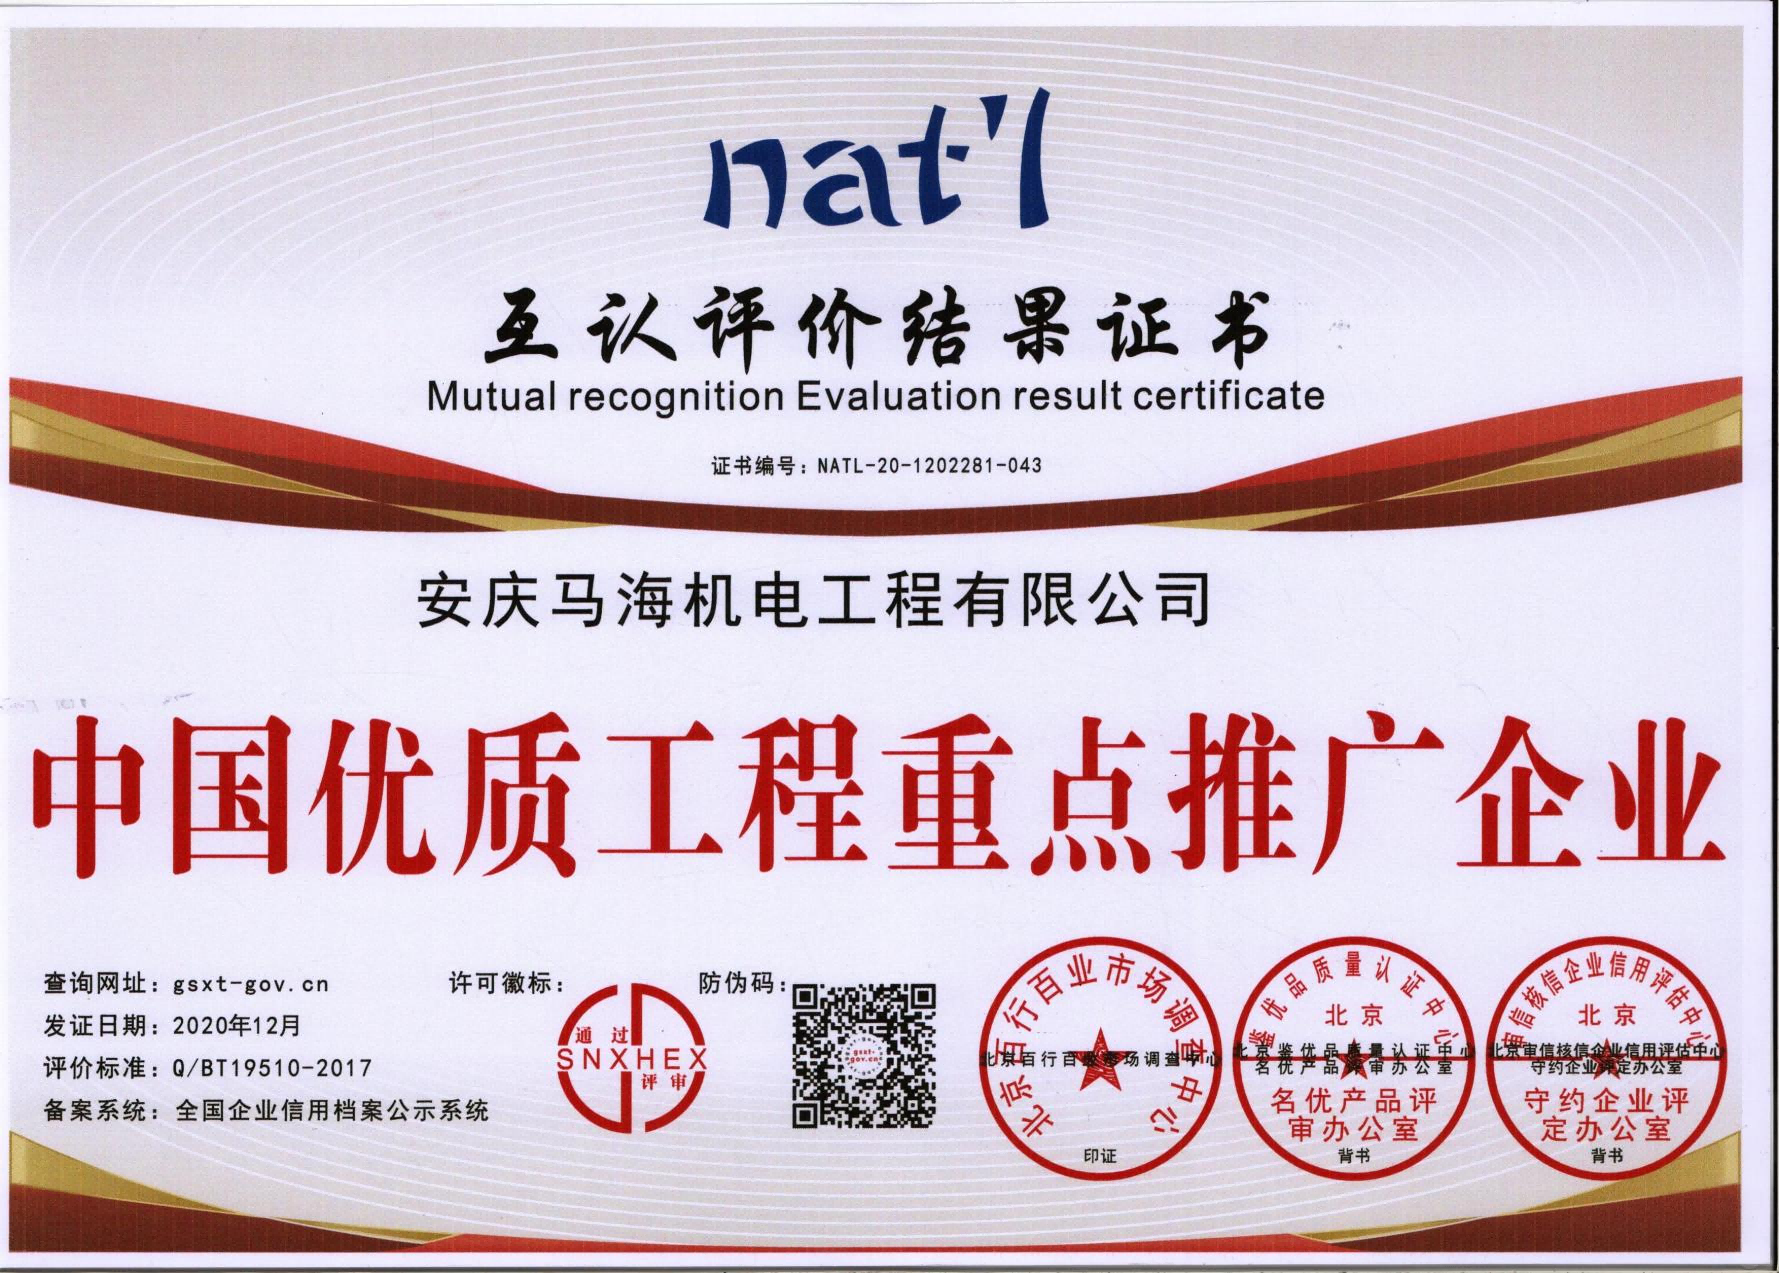 nat'l
互认评价结果证书
Mutual recognition Evaluation result certificate
证书编号：NATL-20-1202281-043
安庆马海机电工程有限公司
中国优质工程重点推广企业
查询网址：gsxt-gov.cn
发证日期：2020年12月
评价标准：Q/BT19510-2017
备案系统：全国企业信用档案公示系统
许可徽标：
通过
SNXHEX
评审
防伪码：
gsxt-
gov.cn
北京百行百业市场调查中心
北京百行百业市场调查中心
印证
鉴优品质量认证中心
北京
北京鉴优品质量认证中心
名优产品评审办公室
名优产品评
审办公室
背书
审信核信企业信用评估中心
北京
北京审信核信企业信用评估中心
守约企业评定办公室
守约企业评
定办公室
背书